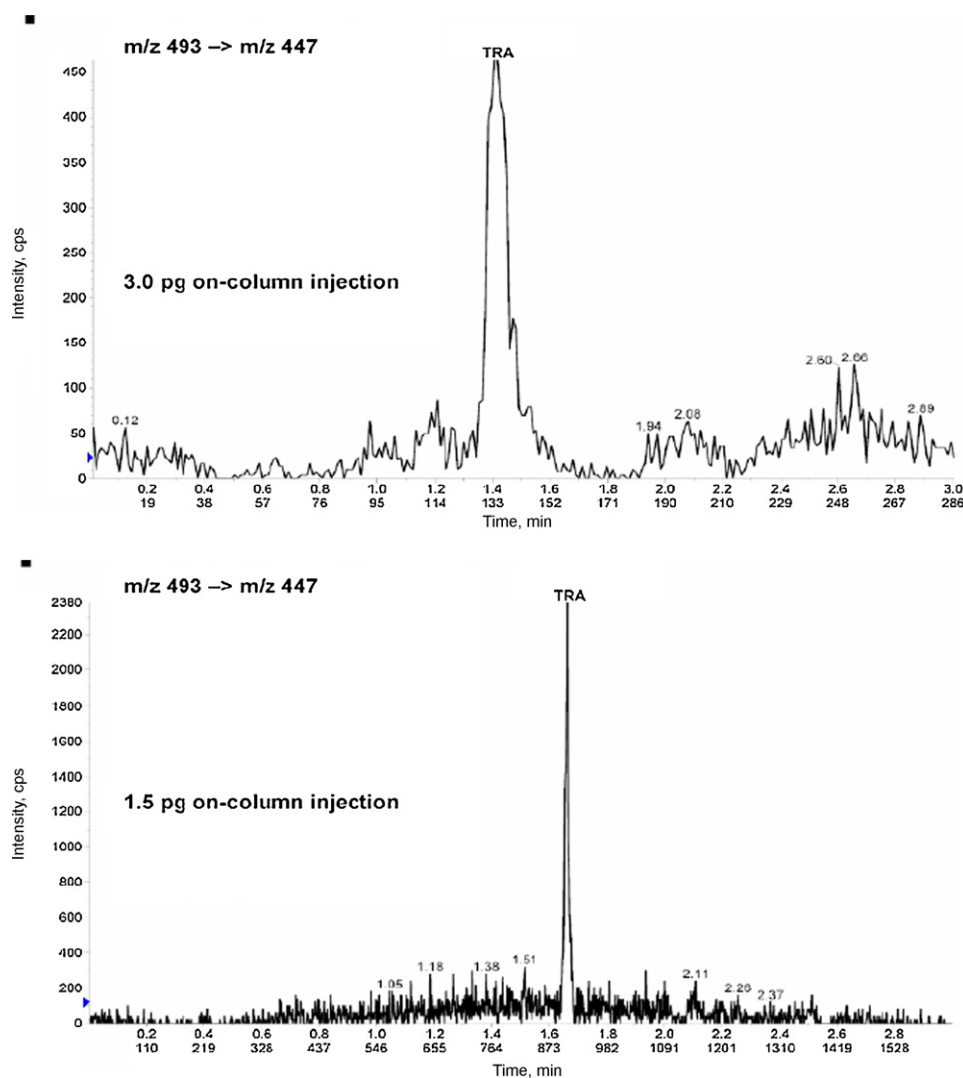 m/z 493 –> m/z 447
TRA
450
400
350
300
250
200
150
100
50
0
Intensity, cps
3.0 pg on-column injection
0.12
1.94
2.08
2.60
2.66
2.89
0.2 0.4 0.6 0.8 1.0 1.2 1.4 1.6 1.8 2.0 2.2 2.4 2.6 2.8 3.0
19 38 57 76 95 114 133 152 171 190 210 229 248 267 286
Time, min
m/z 493 –> m/z 447
TRA
2380
2200
2000
1800
1600
1400
1200
1000
800
600
400
200
0
Intensity, cps
1.5 pg on-column injection
1.05
1.18
1.38
1.51
2.11
2.26
2.37
0.2 0.4 0.6 0.8 1.0 1.2 1.4 1.6 1.8 2.0 2.2 2.4 2.6 2.8
110 219 328 437 546 655 764 873 982 1091 1201 1310 1419 1528
Time, min